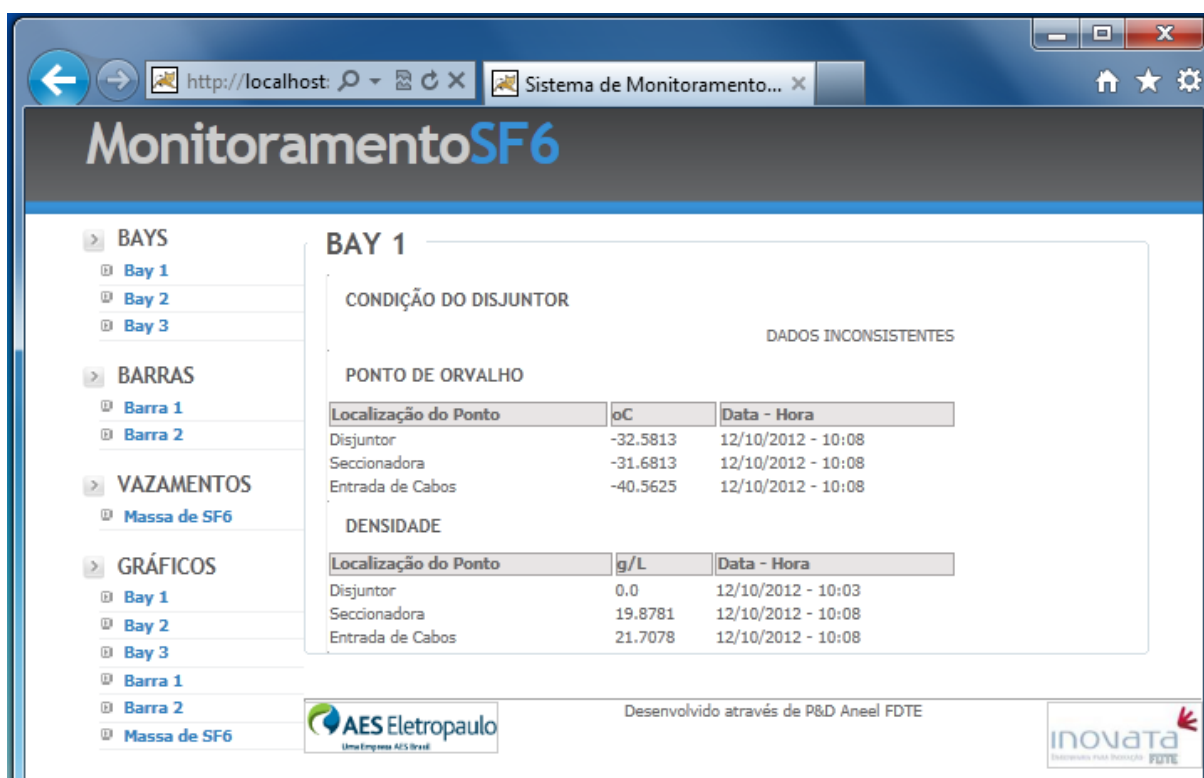 http://localhost:
Sistema de Monitoramento...
MonitoramentoSF6
BAYS
Bay 1
Bay 2
Bay 3
BARRAS
Barra 1
Barra 2
VAZAMENTOS
Massa de SF6
GRÁFICOS
Bay 1
Bay 2
Bay 3
Barra 1
Barra 2
Massa de SF6
BAY 1
CONDIÇÃO DO DISJUNTOR
DADOS INCONSISTENTES
PONTO DE ORVALHO
Localização do Ponto oC Data - Hora
Disjuntor -32.5813 12/10/2012 - 10:08
Seccionadora -31.6813 12/10/2012 - 10:08
Entrada de Cabos -40.5625 12/10/2012 - 10:08
DENSIDADE
Localização do Ponto g/L Data - Hora
Disjuntor 0.0 12/10/2012 - 10:03
Seccionadora 19.8781 12/10/2012 - 10:08
Entrada de Cabos 21.7078 12/10/2012 - 10:08
AES Eletropaulo
Uma Empresa AES Brasil
Desenvolvido através de P&D Aneel FDTE
INOVATA
FDTE